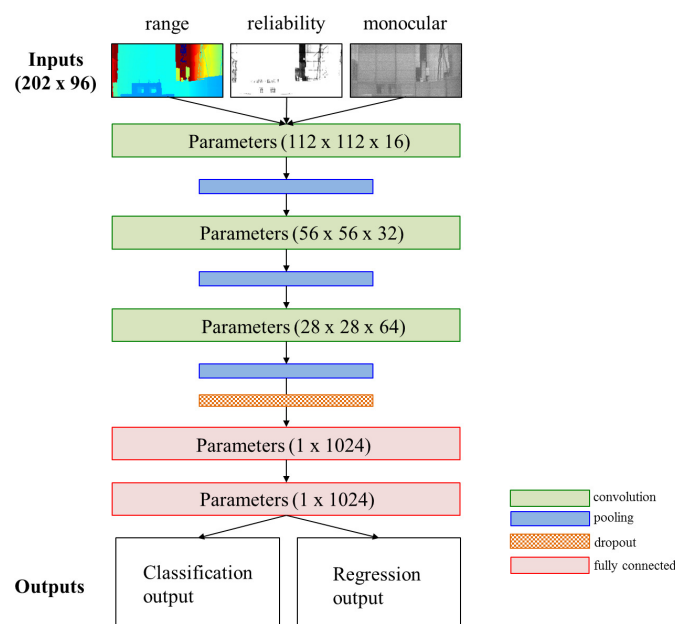 range
reliability
monocular
Inputs
(202 x 96)
Parameters (112 x 112 x 16)
Parameters (56 x 56 x 32)
Parameters (28 x 28 x 64)
Parameters (1 x 1024)
Parameters (1 x 1024)
convolution
pooling
dropout
fully connected
Outputs
Classification
output
Regression
output